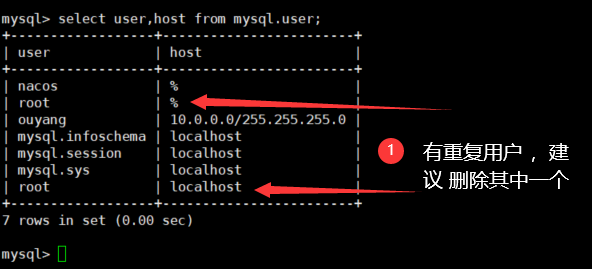 mysql> select user,host from mysql.user;
+------------------+------------------------+
| user | host |
+------------------+------------------------+
| nacos | % |
| root | % |
| ouyang | 10.0.0.0/255.255.255.0 |
| mysql.infoschema | localhost |
| mysql.session | localhost |
| mysql.sys | localhost |
| root | localhost |
+------------------+------------------------+
7 rows in set (0.00 sec)
mysql>
1 有重复用户 ，建
议 删除其中一个